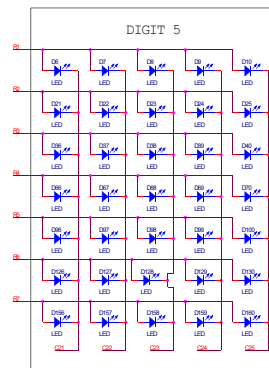 DIGIT 5
R1
D6 D7 D8 D9 D10
LED LED LED LED LED
R2
D21 D22 D23 D24 D25
LED LED LED LED LED
R3
D36 D37 D38 D39 D40
LED LED LED LED LED
R4
D66 D67 D68 D69 D70
LED LED LED LED LED
R5
D96 D97 D98 D99 D100
LED LED LED LED LED
R6
D126 D127 D128 D129 D130
LED LED LED LED LED
R7
D156 D157 D158 D159 D160
LED LED LED LED LED
C21 C22 C23 C24 C25